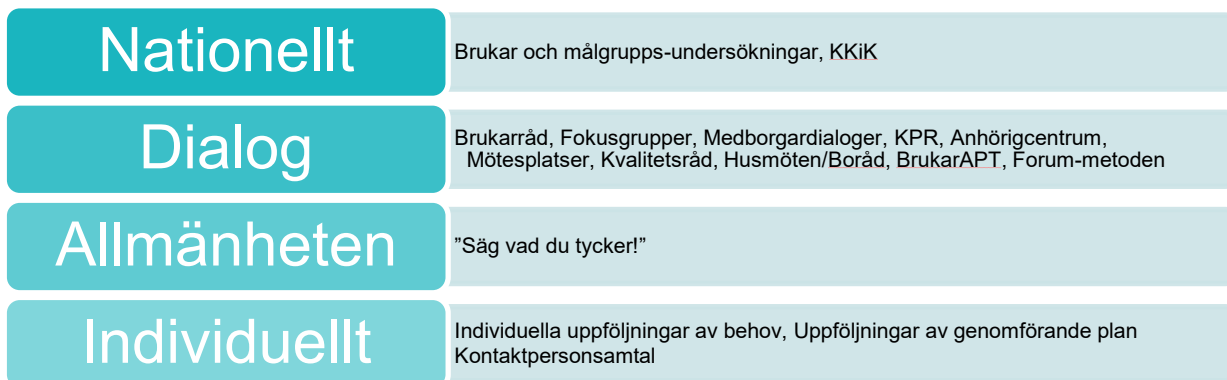 Nationellt
Brukar och målgrupps-undersökningar, KKiK
Dialog
Brukarråd, Fokusgrupper, Medborgardialoger, KPR, Anhörigcentrum,
Mötesplatser, Kvalitetsråd, Husmöten/Boråd, BrukarAPT, Forum-metoden
Allmänheten
”Säg vad du tycker!”
Individuellt
Individuella uppföljningar av behov, Uppföljningar av genomförande plan
Kontaktpersonsamtal